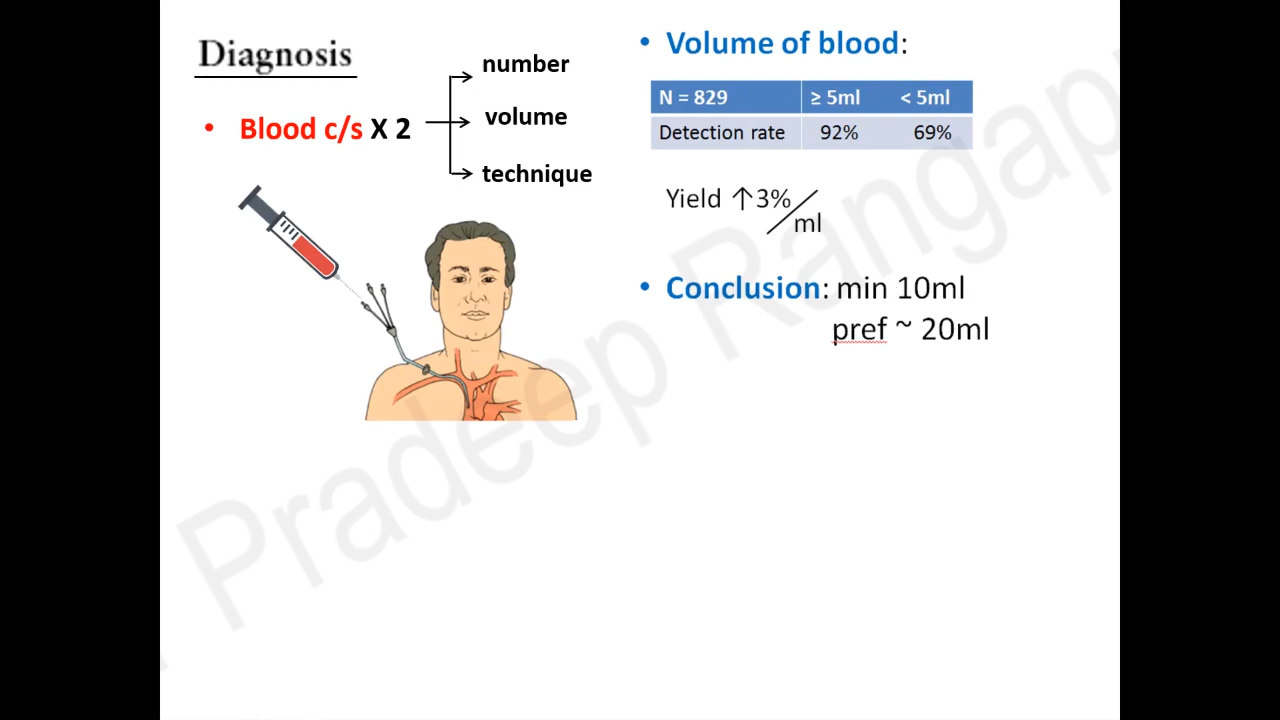 Diagnosis
• Blood c/s X 2
number
volume
technique
• Volume of blood:
N = 829 ≥ 5ml < 5ml
Detection rate 92% 69%
Yield ↑3%/ml
• Conclusion: min 10ml
pref ~ 20ml
Pradeep Rangap